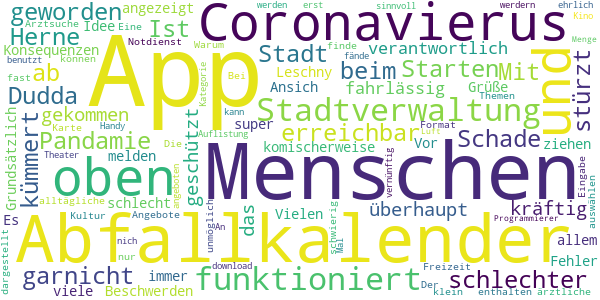 werden erst sinnvoll werdern ehrlich
geworden angezeigt Ist Coronavierus Kino
Arztsuche Idee Eine
Herne Notdienst Warum finde benutzt Menge
Konsequenzen App Stadt verantwortlich und stürzt
fast können Bei fände
ab beim Starten Mit
Dudda Kategorie Leschny Themen
Ansich fahrlässig Grüße
gekommen Stadtverwaltung
Grundsätzlich kümmert Karte Handy super erreichbar Schade
Pandamie Auflistung Format Luft
Theater Die komischerweise Vor ziehen
melden geschützt
oben Menschen vernünftig Eingabe auswählen
alltägliche schlecht angeboten
Es Kultur Angebote das Vielen überhaupt kräftig
unmöglich An schwierig Mal Programmierer
dargestellt Abfallkalender allem
nich Fehler
garnicht nur download Freizeit Der
immer funktioniert schlechter
viele Beschwerden kann klein enthalten ärztliche